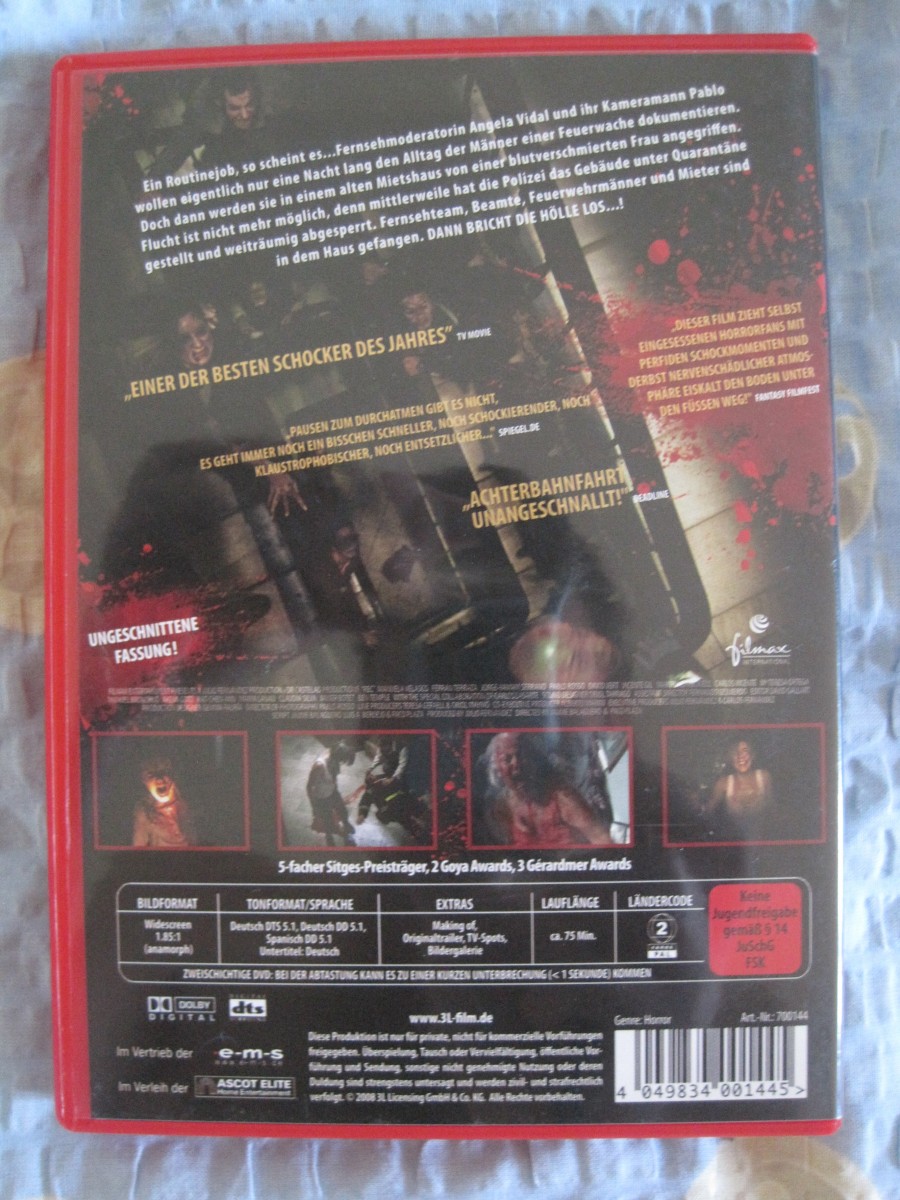 Ein Routinejob, so scheint es...Fernsehmoderatorin Angela Vidal und ihr Kameramann Pablo
wollen eigentlich nur eine Nacht lang den Alltag der Männer einer Feuerwache dokumentieren.
Doch dann werden sie in einem alten Mietshaus von einer blutverschmierten Frau angegriffen.
Flucht ist nicht mehr möglich, denn mittlerweile hat die Polizei das Gebäude unter Quarantäne
gestellt und weiträumig abgesperrt. Fernsehteam, Beamte, Feuerwehrmänner und Mieter sind
in dem Haus gefangen. DANN BRICHT DIE HÖLLE LOS...!
„EINER DER BESTEN SCHOCKER DES JAHRES" TV MOVIE
„DIESER FILM ZIEHT SELBST
EINGESESSENEN HORRORFANS MIT
PERFIDEN SCHOCKMOMENTEN UND
DERBST NERVENSCHÄDLICHER ATMOS-
PHÄRE EISKALT DEN BODEN UNTER
DEN FÜSSEN WEG!" FANTASY FILMFEST
„PAUSEN ZUM DURCHATMEN GIBT ES NICHT,
ES GEHT IMMER NOCH EIN BISSCHEN SCHNELLER, NOCH SCHOCKIERENDER, NOCH
KLAUSTROPHOBISCHER, NOCH ENTSETZLICHER..." SPIEGEL.DE
„ACHTERBAHNFAHRT
UNANGESCHNALLT!" DEADLINE
UNGESCHNITTENE
FASSUNG!
filmax
INTERNATIONAL
5-facher Sitges-Preisträger, 2 Goya Awards, 3 Gérardmer Awards
BILDFORMAT
Widescreen
1.85:1
(anamorph)
TONFORMAT/SPRACHE
Deutsch DTS 5.1, Deutsch DD 5.1,
Spanisch DD 5.1
Untertitel: Deutsch
EXTRAS
Making of,
Originaltrailer, TV-Spots,
Bildergalerie
LAUFLÄNGE
ca. 75 Min.
LÄNDERCODE
2
PAL
ZWEISCHICHTIGE DVD: BEI DER ABTASTUNG KANN ES ZU EINER KURZEN UNTERBRECHUNG (< 1 SEKUNDE) KOMMEN
Keine
Jugendfreigabe
gemäß § 14
JuSchG
FSK
DOLBY
DIGITAL
DIGITAL
dts
Im Vertrieb der
e-m-s
Im Verleih der
ASCOT ELITE
Home Entertainment
www.3L-film.de
Diese Produktion ist nur für private, nicht für kommerzielle Vorführungen
freigegeben. Überspielung, Tausch oder Vervielfältigung, öffentliche Vor-
führung und Sendung, sonstige nicht genehmigte Nutzung oder deren
Duldung sind strengstens untersagt und werden zivil- und strafrechtlich
verfolgt. © 2008 3L Licensing GmbH & Co. KG. Alle Rechte vorbehalten.
Genre: Horror
Art.-Nr.: 700144
4 049834 001445 >